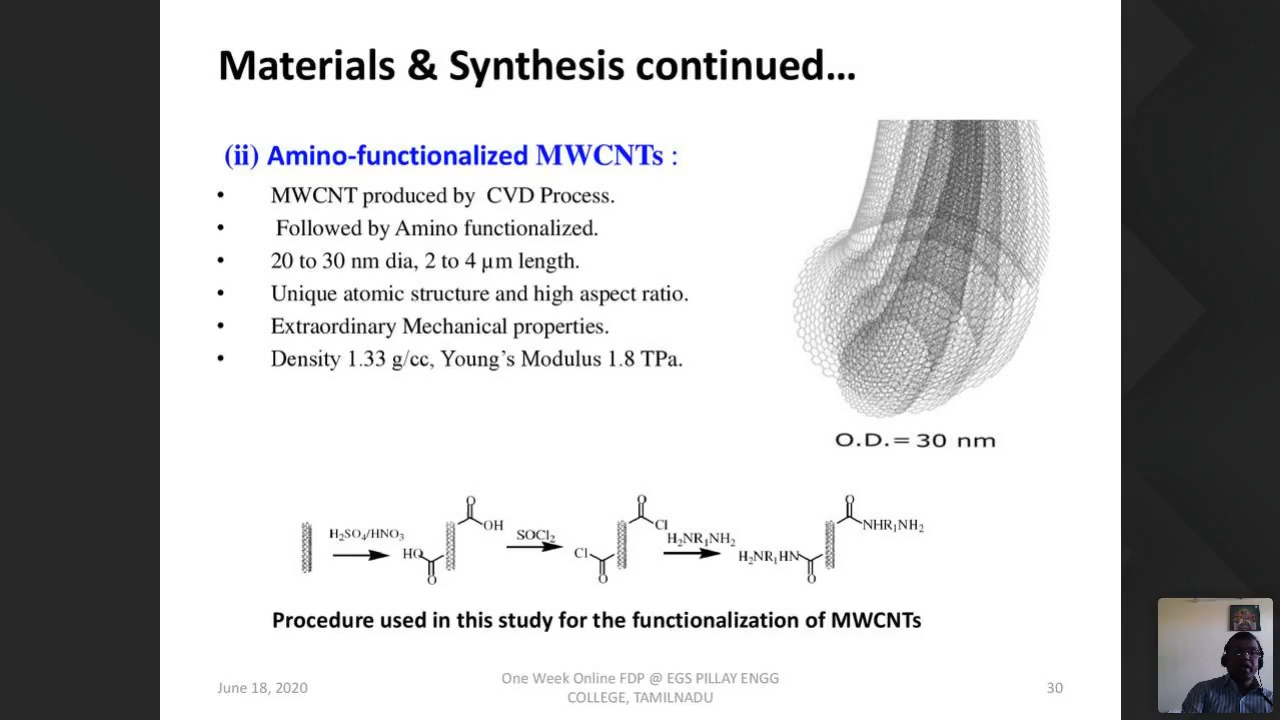 Materials & Synthesis continued…
(ii) Amino-functionalized MWCNTs :
• MWCNT produced by CVD Process.
• Followed by Amino functionalized.
• 20 to 30 nm dia, 2 to 4 µm length.
• Unique atomic structure and high aspect ratio.
• Extraordinary Mechanical properties.
• Density 1.33 g/cc, Young's Modulus 1.8 TPa.
O.D.= 30 nm
H₂SO₄/HNO₃
O
OH
HO
O
SOCl₂
O
Cl
Cl
O
H₂NR₁NH₂
O
NHR₁NH₂
H₂NR₁HN
O
Procedure used in this study for the functionalization of MWCNTs
June 18, 2020
One Week Online FDP @ EGS PILLAY ENGG
COLLEGE, TAMILNADU
30